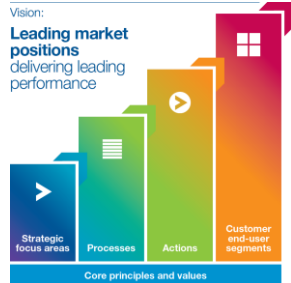 Vision:
Leading market
positions
delivering leading
performance
Strategic
focus areas
Processes
Actions
Customer
end-user
segments
Core principles and values